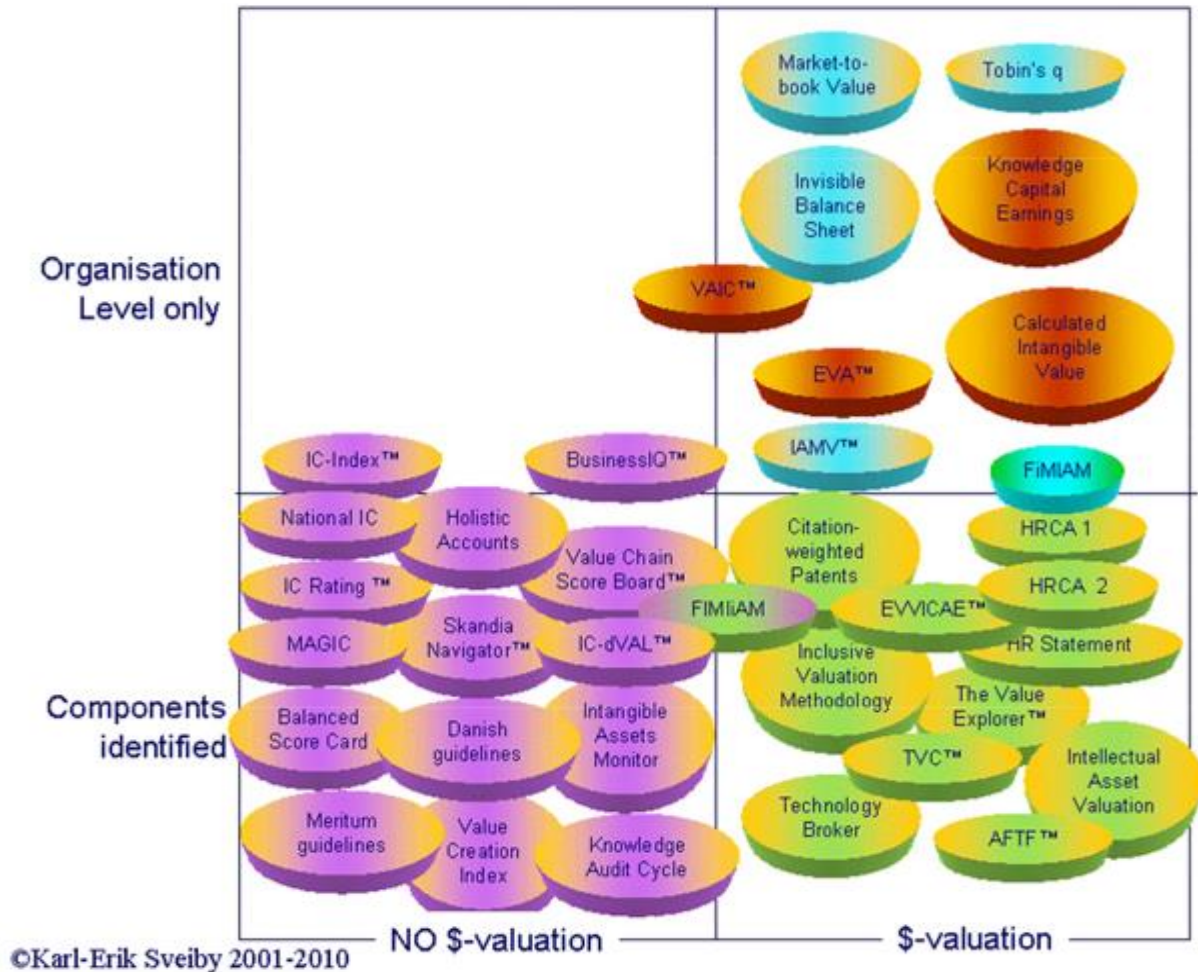 Market-to-
book Value
Tobin's q
Invisible
Balance
Sheet
Knowledge
Capital
Earnings
Organisation
Level only
VAIC™
Calculated
Intangible
Value
EVA™
IAMV™
FiMIAM
IC-Index™
BusinessIQ™
National IC
Holistic
Accounts
Value Chain
Score Board™
IC Rating ™
MAGIC
Skandia
Navigator™
IC-dVAL™
Components
identified
Balanced
Score Card
Danish
guidelines
Intangible
Assets
Monitor
Meritum
guidelines
Value
Creation
Index
Knowledge
Audit Cycle
Citation-
weighted
Patents
HRCA 1
HRCA 2
FIMIiAM
EVVICAE™
HR Statement
Inclusive
Valuation
Methodology
The Value
Explorer™
TVC™
Intellectual
Asset
Valuation
Technology
Broker
AFTF™
NO $-valuation
$-valuation
©Karl-Erik Sveiby 2001-2010